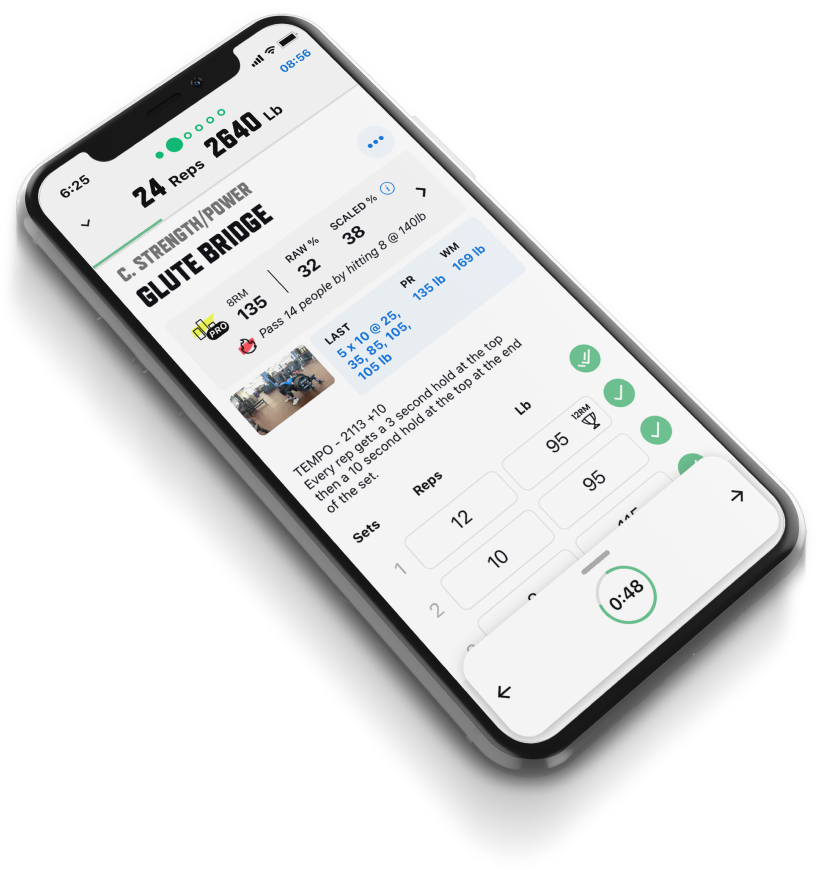 6:25
08:56
24 Reps 2640 Lb
C. STRENGTH/POWER
GLUTE BRIDGE
PRO
8RM
135
RAW %
32
SCALED %
38
Pass 14 people by hitting 8 @ 140lb
LAST
5 x 10 @ 25,
35, 85, 105,
105 lb
PR
135 lb
WM
169 lb
TEMPO - 2113 +10
Every rep gets a 3 second hold at the top
then a 10 second hold at the top at the end
of the set.
Sets Reps Lb
1 12 95 12RM
2 10 95
0:48